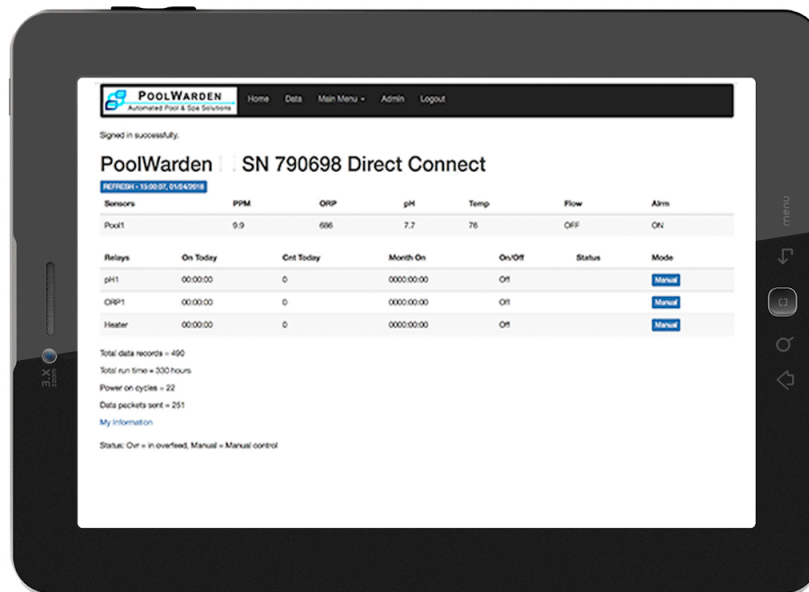 POOLWARDEN
Automated Pool & Spa Solutions
Home Data Main Menu Admin Logout
Signed in successfully.
PoolWarden SN 790698 Direct Connect
REFRESH - 15:00:07, 01/24/2018
Sensors PPM ORP pH Temp Flow Alrm
Pool1 9.9 686 7.7 76 OFF ON
Relays On Today Cnt Today Month On On/Off Status Mode
pH1 00:00:00 0 0000:00:00 Off Manual
ORP1 00:00:00 0 0000:00:00 Off Manual
Heater 00:00:00 0 0000:00:00 Off Manual
Total data records = 490
Total run time = 330 hours
Power on cycles = 22
Data packets sent = 251
My Information
Status: Ovr = in overfeed, Manual = Manual control
menu
3.X
zoom